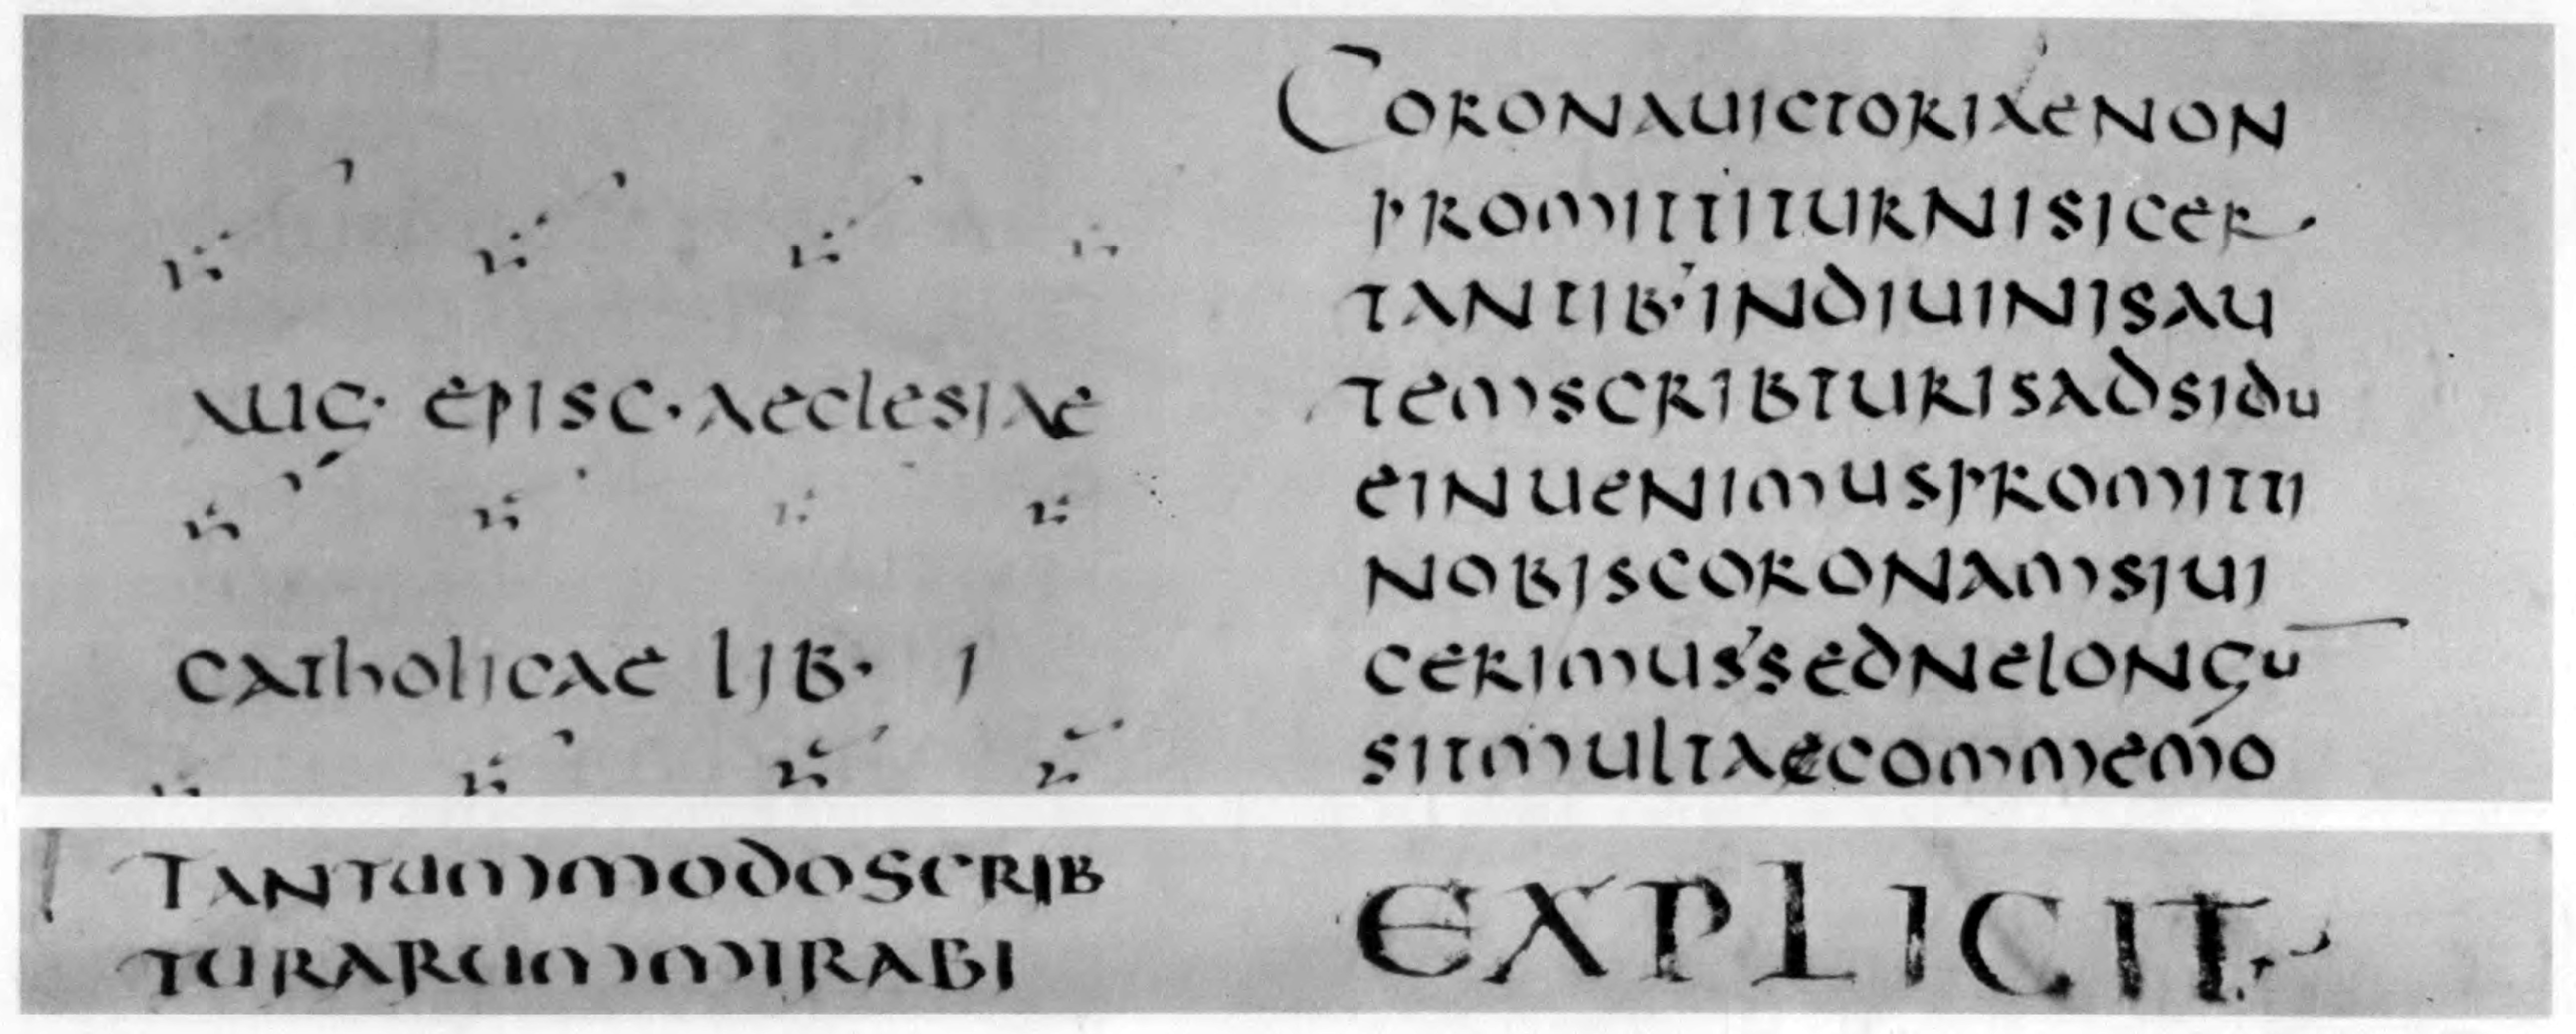 AUG· EPISC· AECLESIAE
CATHOLICAE LIB· I
CORONAUICTORIAENON
PROMITTITURNISICER
TANTIB·INDIUINISAU
TEMSCRIBTURISADSIDU
EINUENIMUSPROMITTI
NOBISCORONAMSIUI
CERIMUS'SEDNELONGU
SITMULTAECOMMEMO
TANTUMMODOSCRIB
TURARUMMIRABI
EXPLICIT